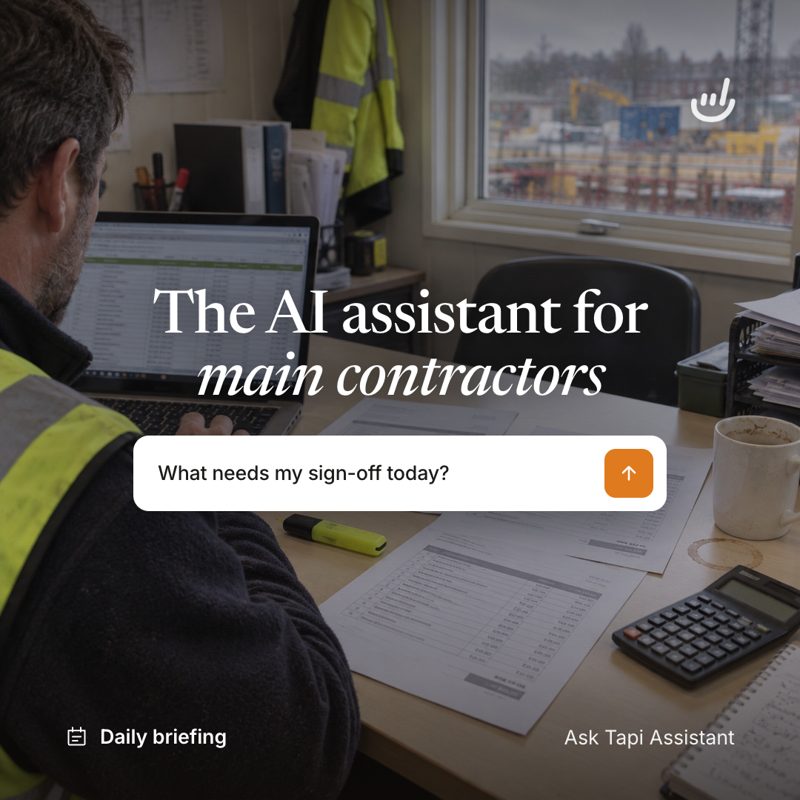 The AI assistant for
main contractors
What needs my sign-off today?
Daily briefing
Ask Tapi Assistant